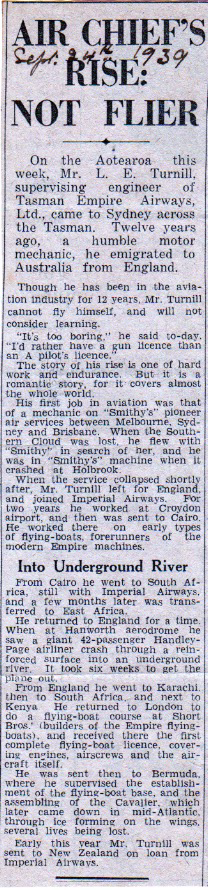 AIR CHIEF'S
Sept. 24th 1939
RISE:
NOT FLIER
On the Aotearoa this
week, Mr. L. E. Turnill,
supervising engineer of
Tasman Empire Airways,
Ltd., came to Sydney across
the Tasman. Twelve years
ago, a humble motor
mechanic, he emigrated to
Australia from England.
Though he has been in the avia-
tion industry for 12 years, Mr. Turnill
cannot fly himself, and will not
consider learning.
"It's too boring," he said to-day.
"I'd rather have a gun licence than
an A pilot's licence."
The story of his rise is one of hard
work and endurance. But it is a
romantic story, for it covers almost
the whole world.
His first job in aviation was that
of a mechanic on "Smithy's" pioneer
air services between Melbourne, Syd-
ney and Brisbane. When the South-
ern Cloud was lost, he flew with
"Smithy" in search of her, and he
was in "Smithy's" machine when it
crashed at Holbrook.
When the service collapsed shortly
after, Mr. Turnill left for England,
and joined Imperial Airways. For
two years he worked at Croydon
airport, and then was sent to Cairo.
He worked there on early types
of flying-boats, forerunners of the
modern Empire machines.
Into Underground River
From Cairo he went to South Af-
rica, still with Imperial Airways,
and a few months later was trans-
ferred to East Africa.
He returned to England for a time.
When at Hanworth aerodrome he
saw a giant 42-passenger Handley-
Page airliner crash through a rein-
forced surface into an underground
river. It took six weeks to get the
plane out.
From England he went to Karachi,
then to South Africa, and next to
Kenya. He returned to London to
do a flying-boat course at Short
Bros. (builders of the Empire flying-
boats), and received there the first
complete flying-boat licence, cover-
ing engines, airscrews and the air-
craft itself.
He was sent then to Bermuda,
where he supervised the establish-
ment of the flying-boat base, and the
assembling of the Cavalier, which
later came down in mid-Atlantic,
through ice forming on the wings,
several lives being lost.
Early this year Mr. Turnill was
sent to New Zealand on loan from
Imperial Airways.